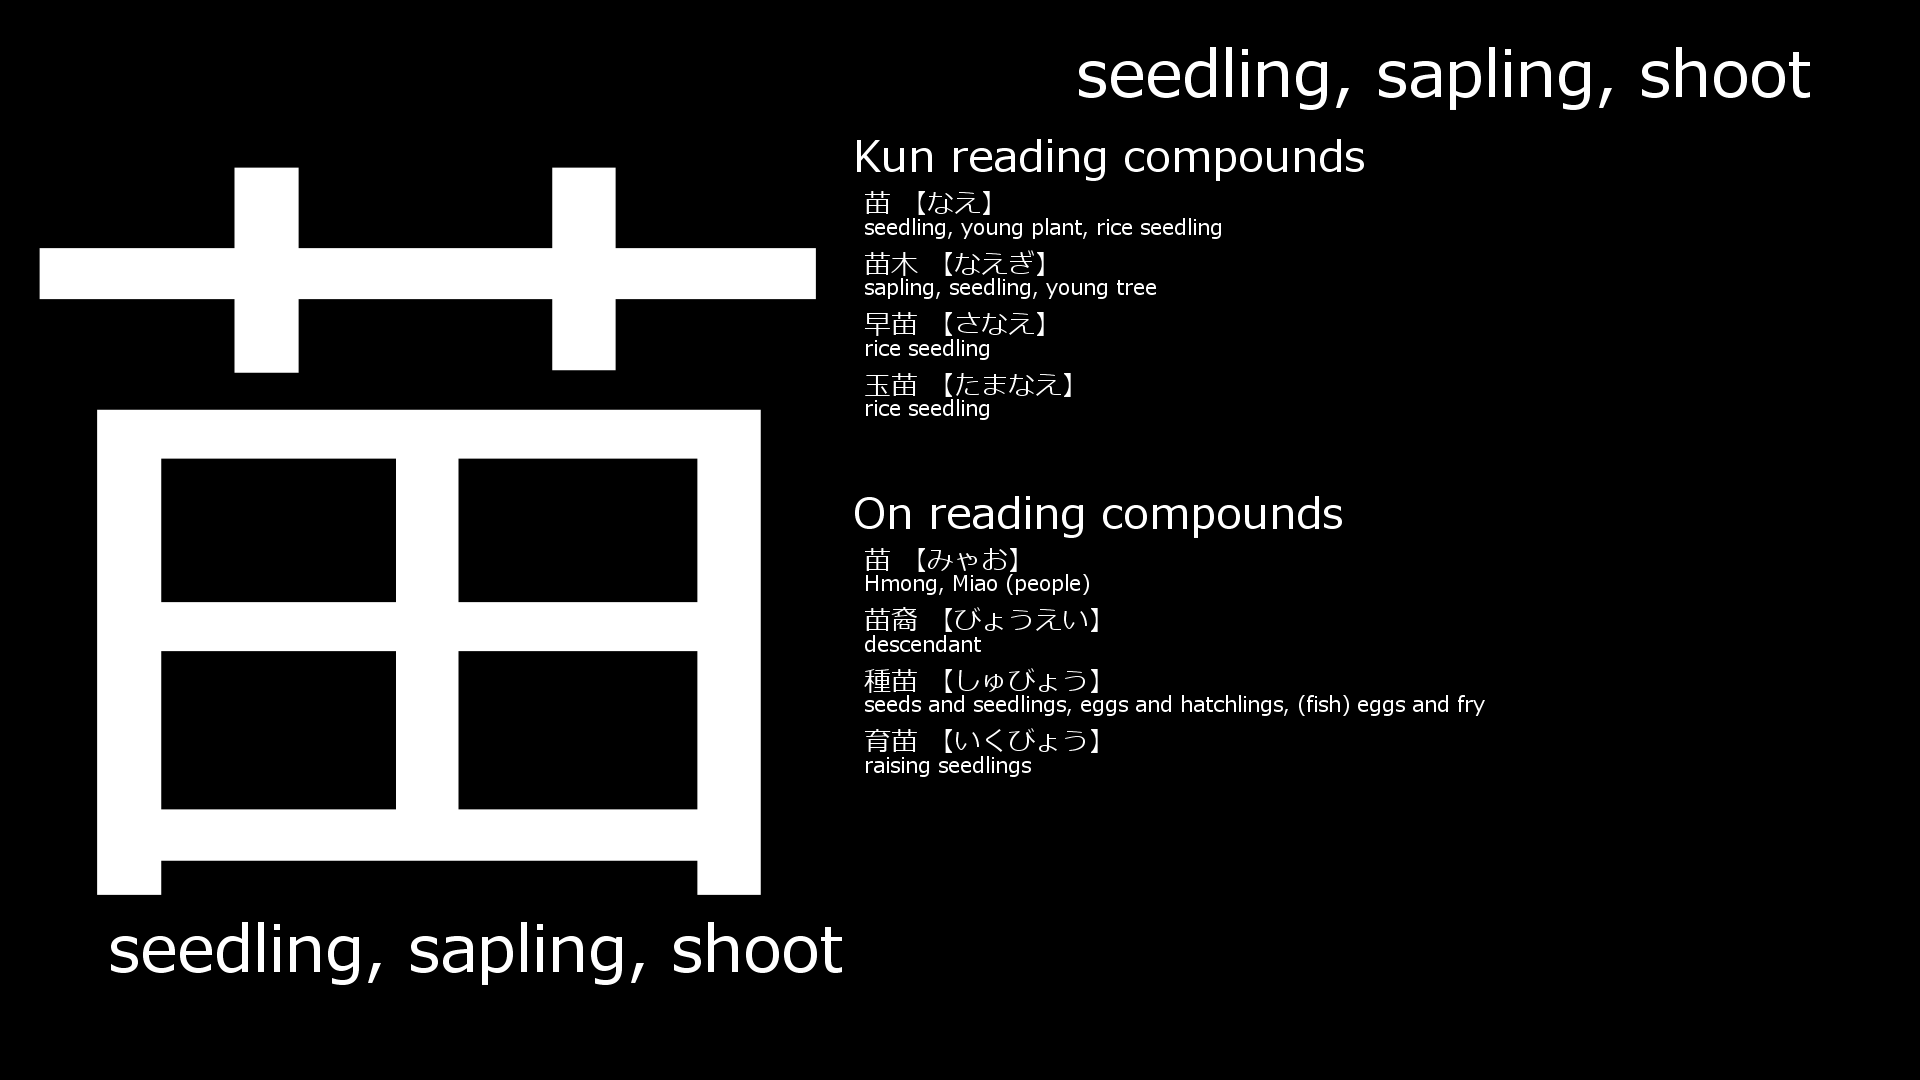 苗
seedling, sapling, shoot
seedling, sapling, shoot
Kun reading compounds
苗 【なえ】
seedling, young plant, rice seedling
苗木 【なえぎ】
sapling, seedling, young tree
早苗 【さなえ】
rice seedling
玉苗 【たまなえ】
rice seedling
On reading compounds
苗 【みゃお】
Hmong, Miao (people)
苗裔 【びょうえい】
descendant
種苗 【しゅびょう】
seeds and seedlings, eggs and hatchlings, (fish) eggs and fry
育苗 【いくびょう】
raising seedlings